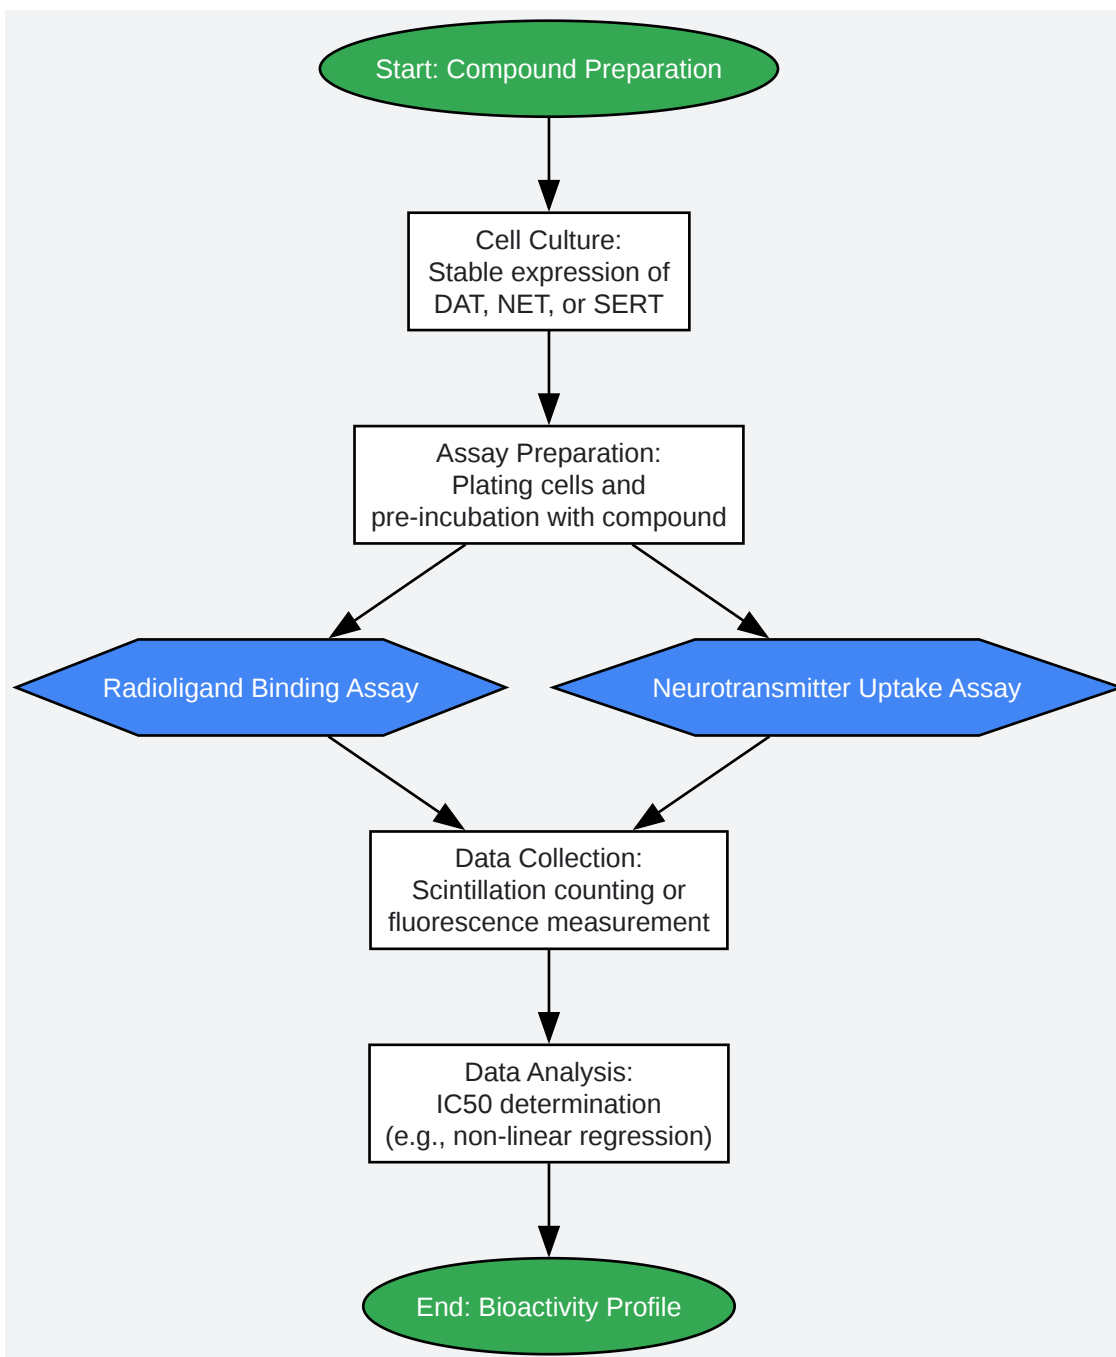 Start: Compound Preparation
Cell Culture:
Stable expression of
DAT, NET, or SERT
Assay Preparation:
Plating cells and
pre-incubation with compound
Radioligand Binding Assay
Neurotransmitter Uptake Assay
Data Collection:
Scintillation counting or
fluorescence measurement
Data Analysis:
IC50 determination
(e.g., non-linear regression)
End: Bioactivity Profile